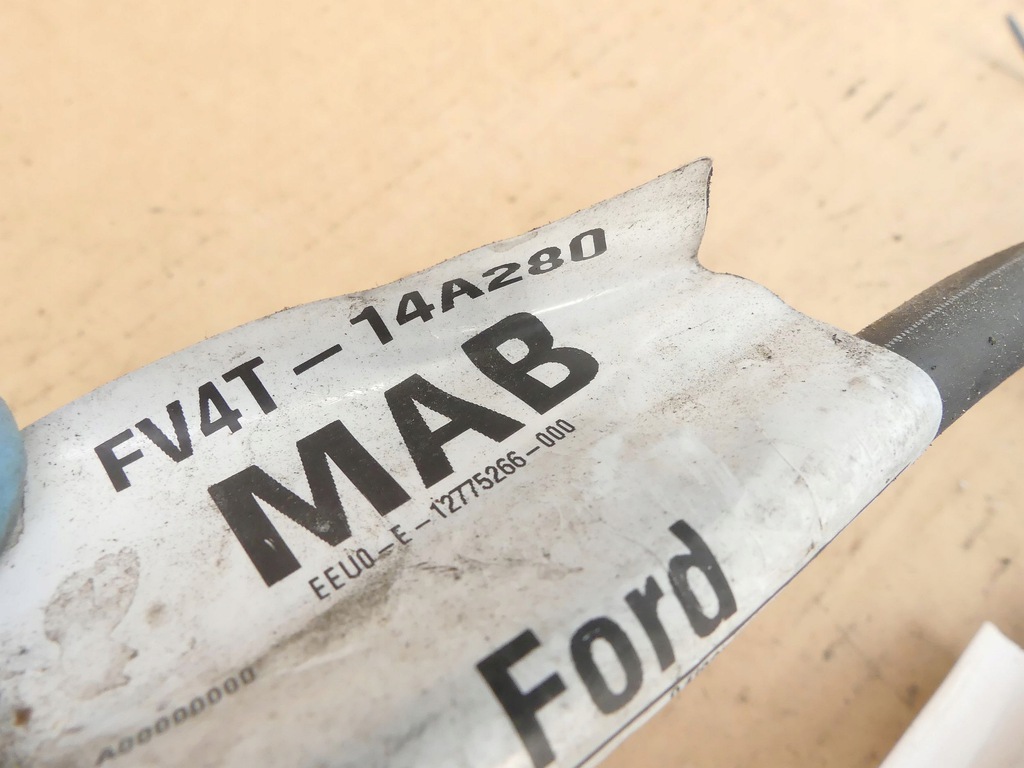 FV4T-14A280
MAB
EEU0-E-12775266-000
Ford
A00000000